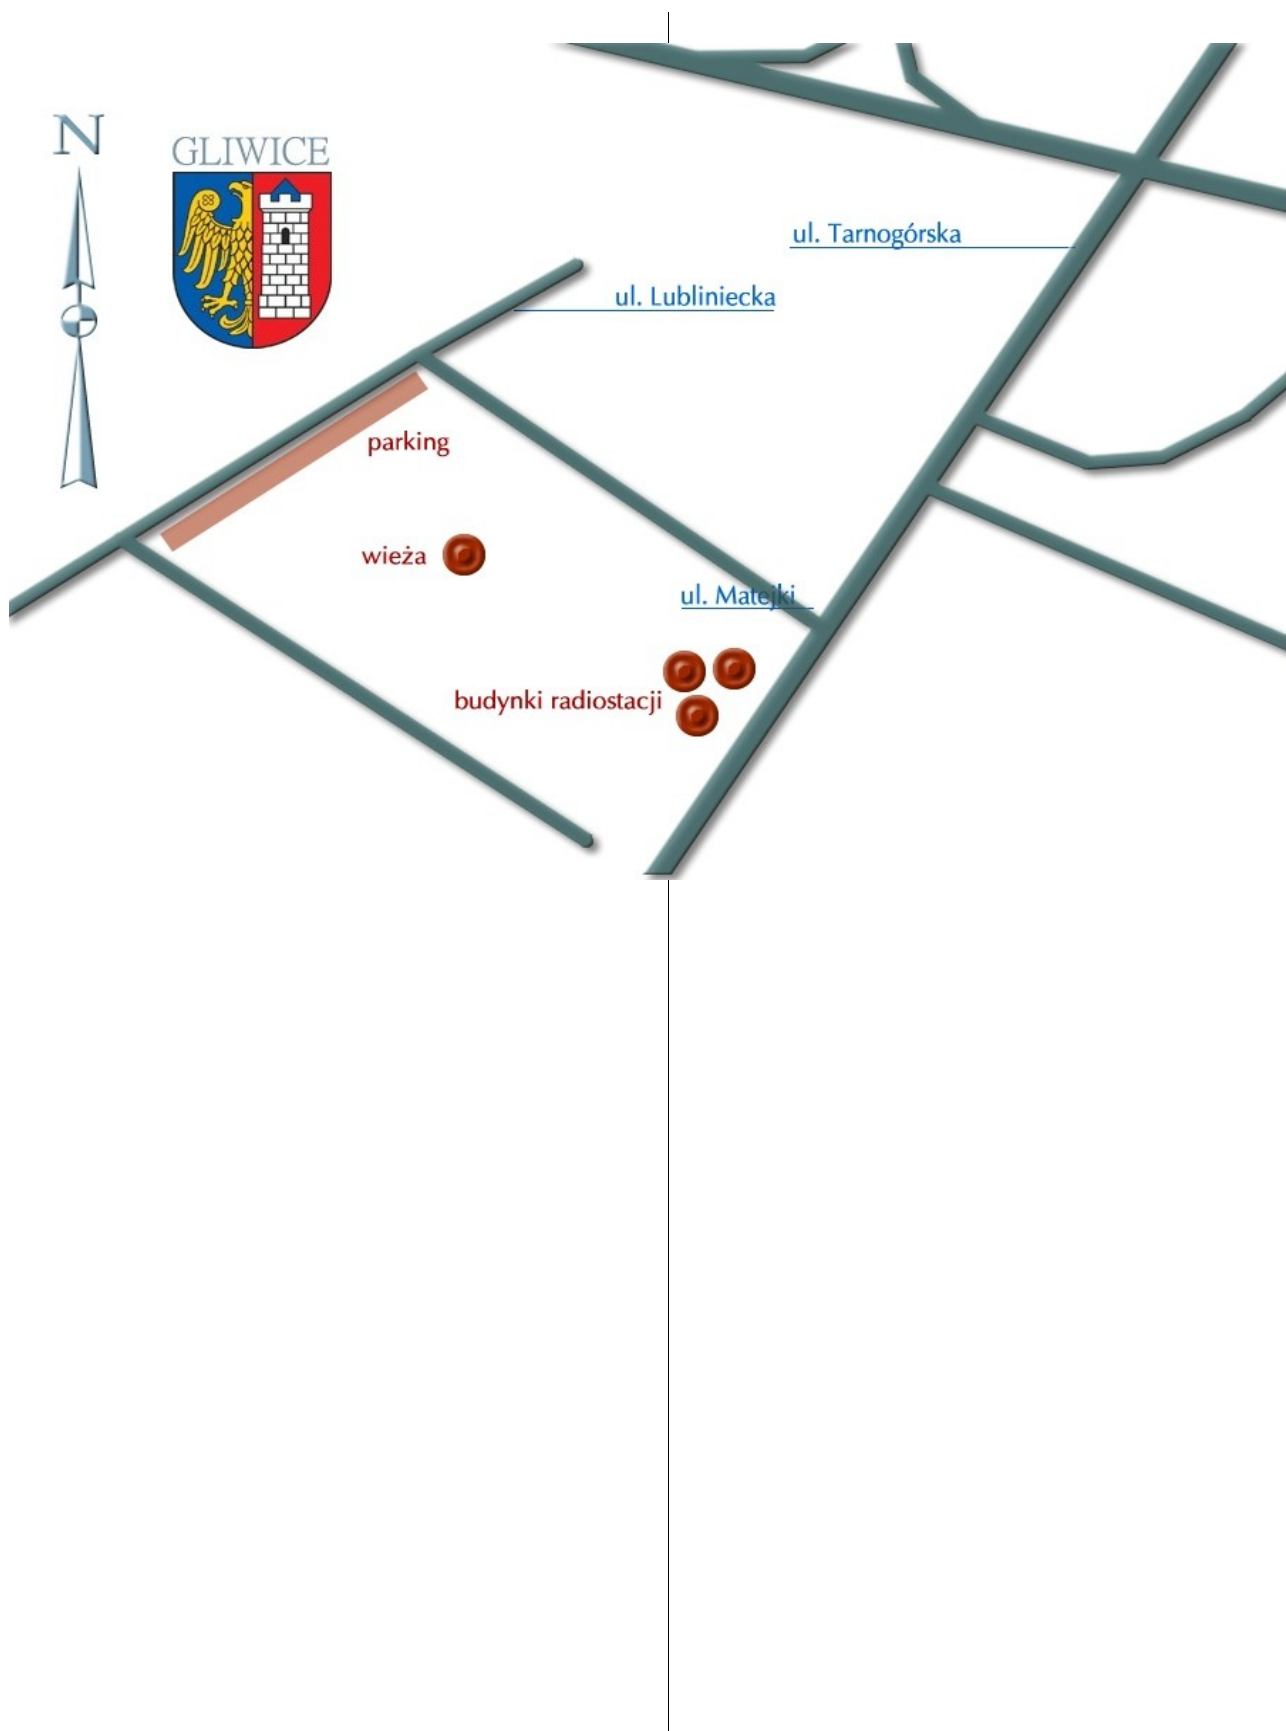 N
GLIWICE
ul. Tarnogórska
ul. Lubliniecka
parking
wieża
ul. Matejki
budynki radiostacji